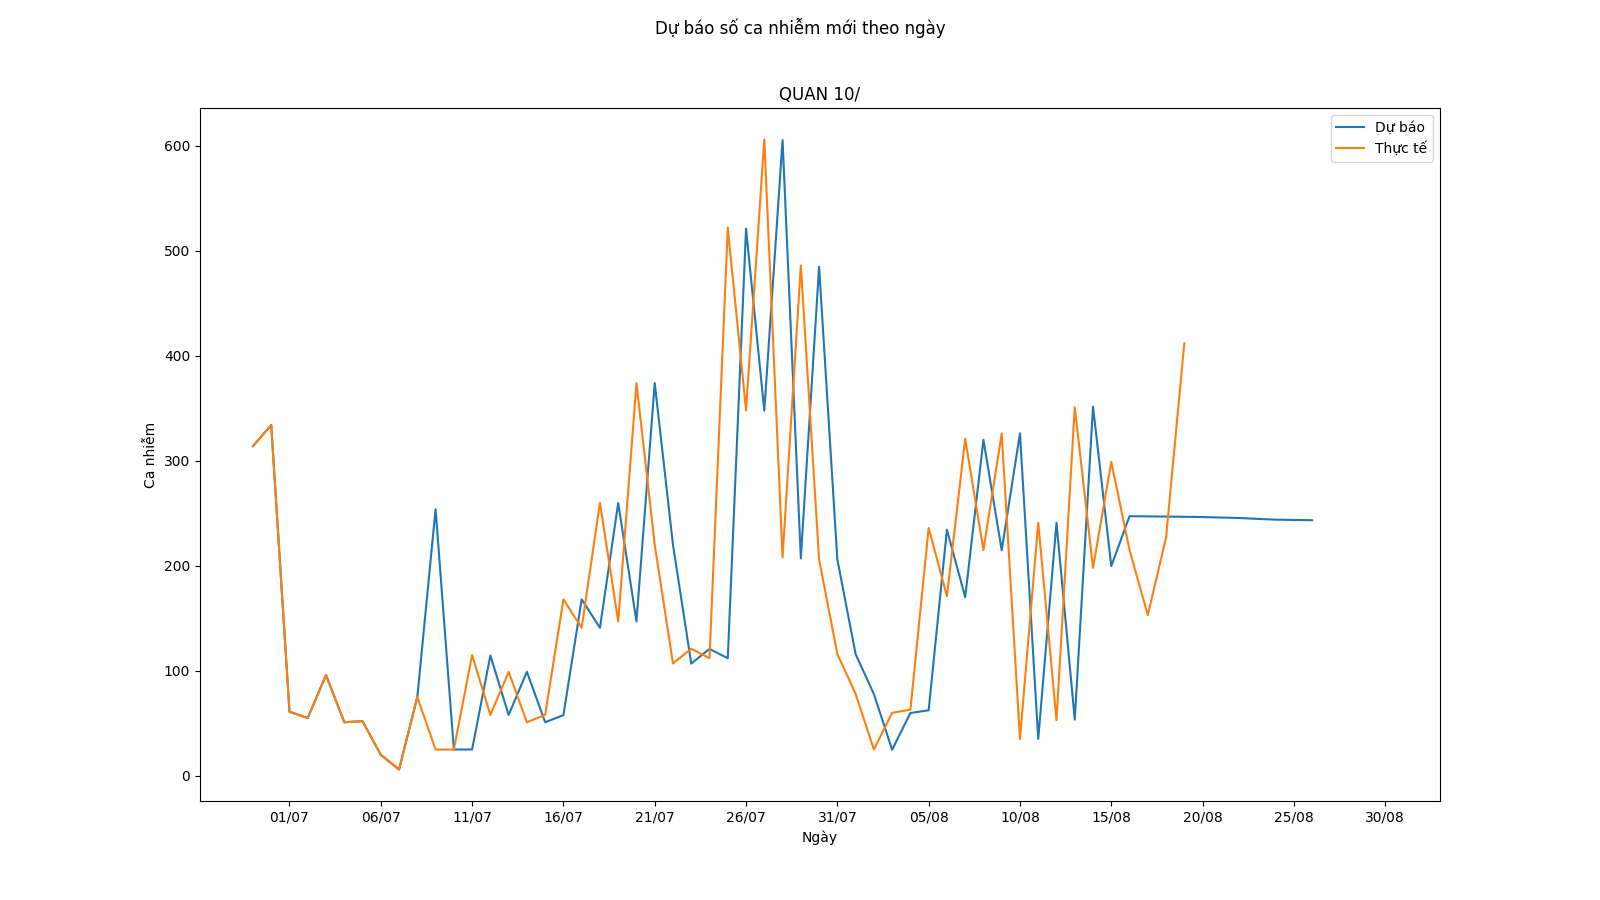 Dự báo số ca nhiễm mới theo ngày
QUAN 10/
Dự báo
Thực tế
600
500
400
300
200
100
0
Ca nhiễm
01/07 06/07 11/07 16/07 21/07 26/07 31/07 05/08 10/08 15/08 20/08 25/08 30/08
Ngày